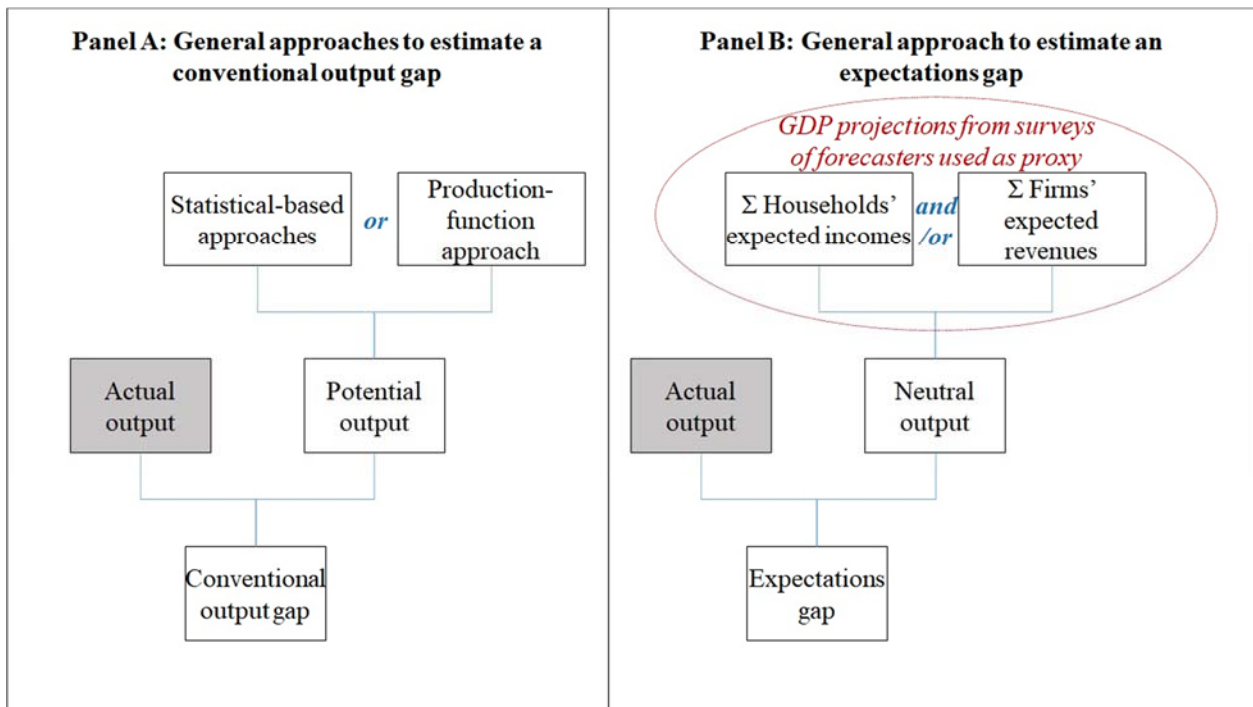 Panel A: General approaches to estimate a
conventional output gap
Statistical-based
approaches
or
Production-
function
approach
Actual
output
Potential
output
Conventional
output gap
Panel B: General approach to estimate an
expectations gap
GDP projections from surveys
of forecasters used as proxy
Σ Households’
expected incomes
and
/or
Σ Firms’
expected
revenues
Actual
output
Neutral
output
Expectations
gap